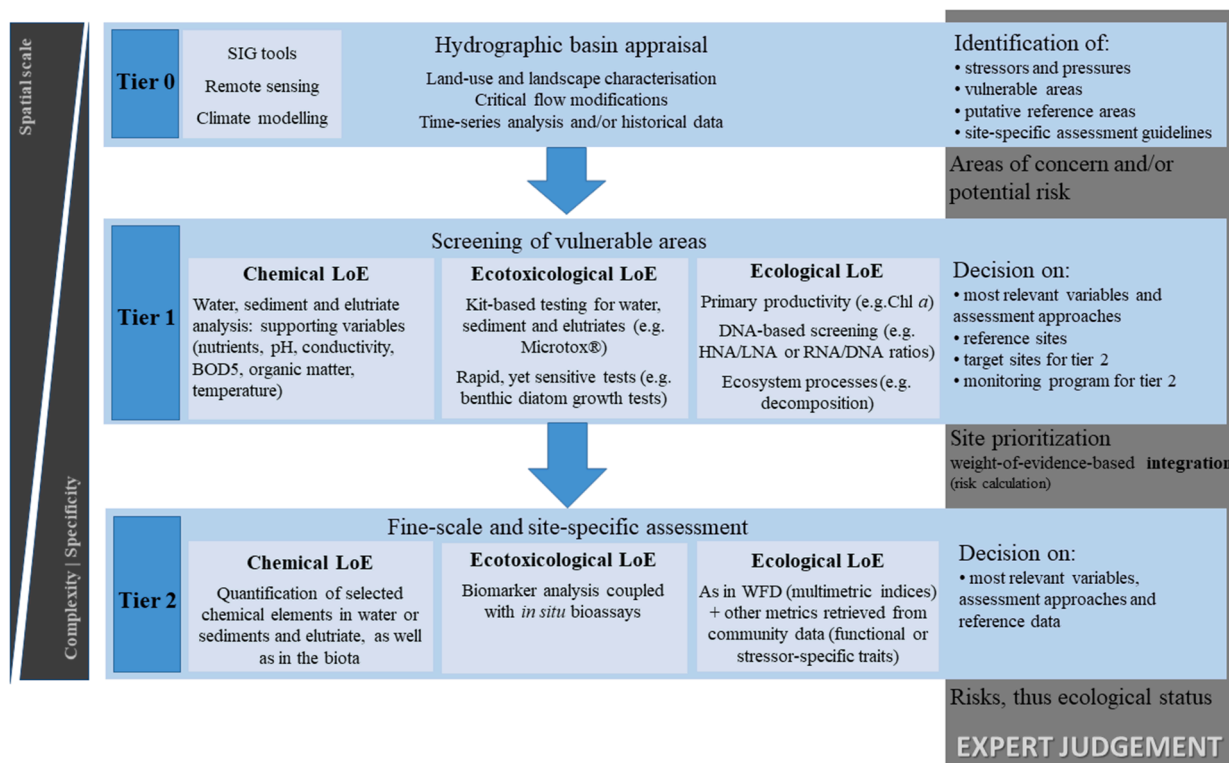 Spatial scale
Complexity | Specificity
Tier 0
SIG tools
Remote sensing
Climate modelling
Hydrographic basin appraisal
Land-use and landscape characterisation
Critical flow modifications
Time-series analysis and/or historical data
Identification of:
• stressors and pressures
• vulnerable areas
• putative reference areas
• site-specific assessment guidelines
Areas of concern and/or
potential risk
Tier 1
Screening of vulnerable areas
Chemical LoE
Water, sediment and elutriate
analysis: supporting variables
(nutrients, pH, conductivity,
BOD5, organic matter,
temperature)
Ecotoxicological LoE
Kit-based testing for water,
sediment and elutriates (e.g.
Microtox®)
Rapid, yet sensitive tests (e.g.
benthic diatom growth tests)
Ecological LoE
Primary productivity (e.g.Chl a)
DNA-based screening (e.g.
HNA/LNA or RNA/DNA ratios)
Ecosystem processes (e.g.
decomposition)
Decision on:
• most relevant variables and
assessment approaches
• reference sites
• target sites for tier 2
• monitoring program for tier 2
Site prioritization
weight-of-evidence-based integration
(risk calculation)
Tier 2
Fine-scale and site-specific assessment
Chemical LoE
Quantification of selected
chemical elements in water or
sediments and elutriate, as well
as in the biota
Ecotoxicological LoE
Biomarker analysis coupled
with in situ bioassays
Ecological LoE
As in WFD (multimetric indices)
+ other metrics retrieved from
community data (functional or
stressor-specific traits)
Decision on:
• most relevant variables,
assessment approaches and
reference data
Risks, thus ecological status
EXPERT JUDGEMENT